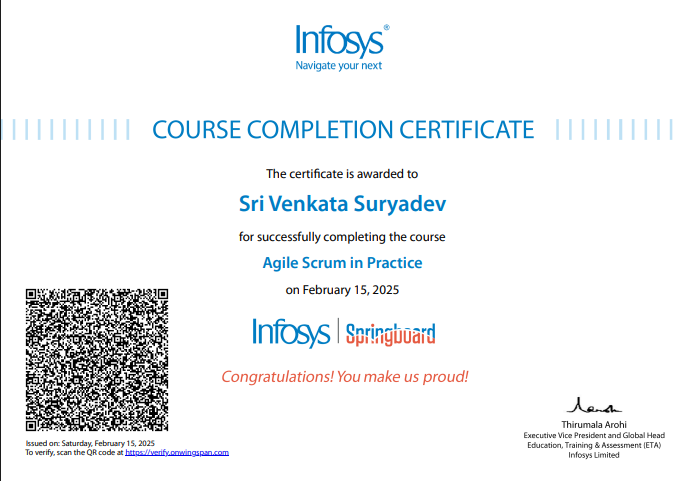 Infosys®
Navigate your next
COURSE COMPLETION CERTIFICATE
The certificate is awarded to
Sri Venkata Suryadev
for successfully completing the course
Agile Scrum in Practice
on February 15, 2025
Infosys | Springboard
Congratulations! You make us proud!
Issued on: Saturday, February 15, 2025
To verify, scan the QR code at https://verify.onwingspan.com
Thirumala Arohi
Executive Vice President and Global Head
Education, Training & Assessment (ETA)
Infosys Limited